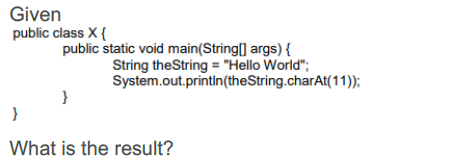 Given
public class X {
public static void main(String[] args) {
String theString = "Hello World";
System.out.println(theString.charAt(11));
}
}
What is the result?